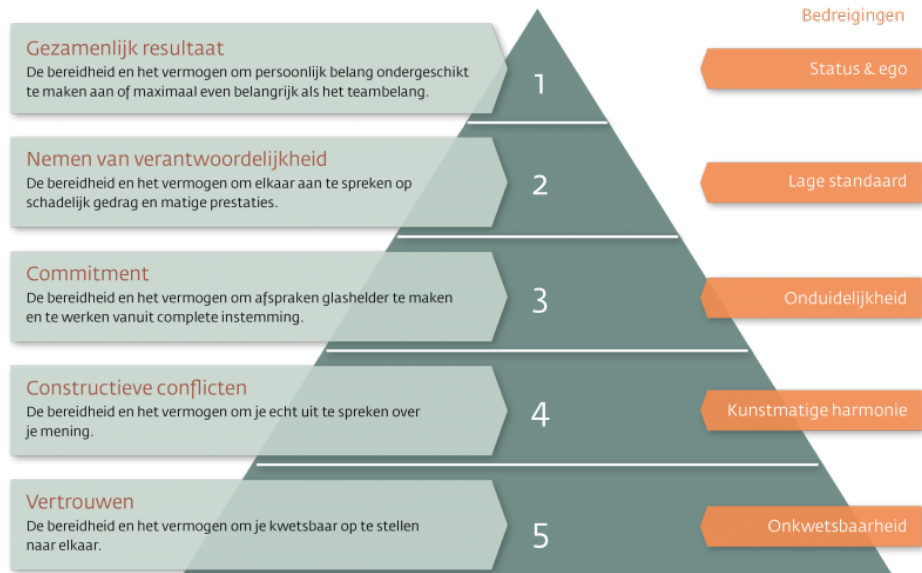 Bedreigingen
Gezamenlijk resultaat
De bereidheid en het vermogen om persoonlijk belang ondergeschikt
te maken aan of maximaal even belangrijk als het teambelang.
1
Status & ego
Nemen van verantwoordelijkheid
De bereidheid en het vermogen om elkaar aan te spreken op
schadelijk gedrag en matige prestaties.
2
Lage standaard
Commitment
De bereidheid en het vermogen om afspraken glashelder te maken
en te werken vanuit complete instemming.
3
Onduidelijkheid
Constructieve conflicten
De bereidheid en het vermogen om je echt uit te spreken over
je mening.
4
Kunstmatige harmonie
Vertrouwen
De bereidheid en het vermogen om je kwetsbaar op te stellen
naar elkaar.
5
Onkwetsbaarheid